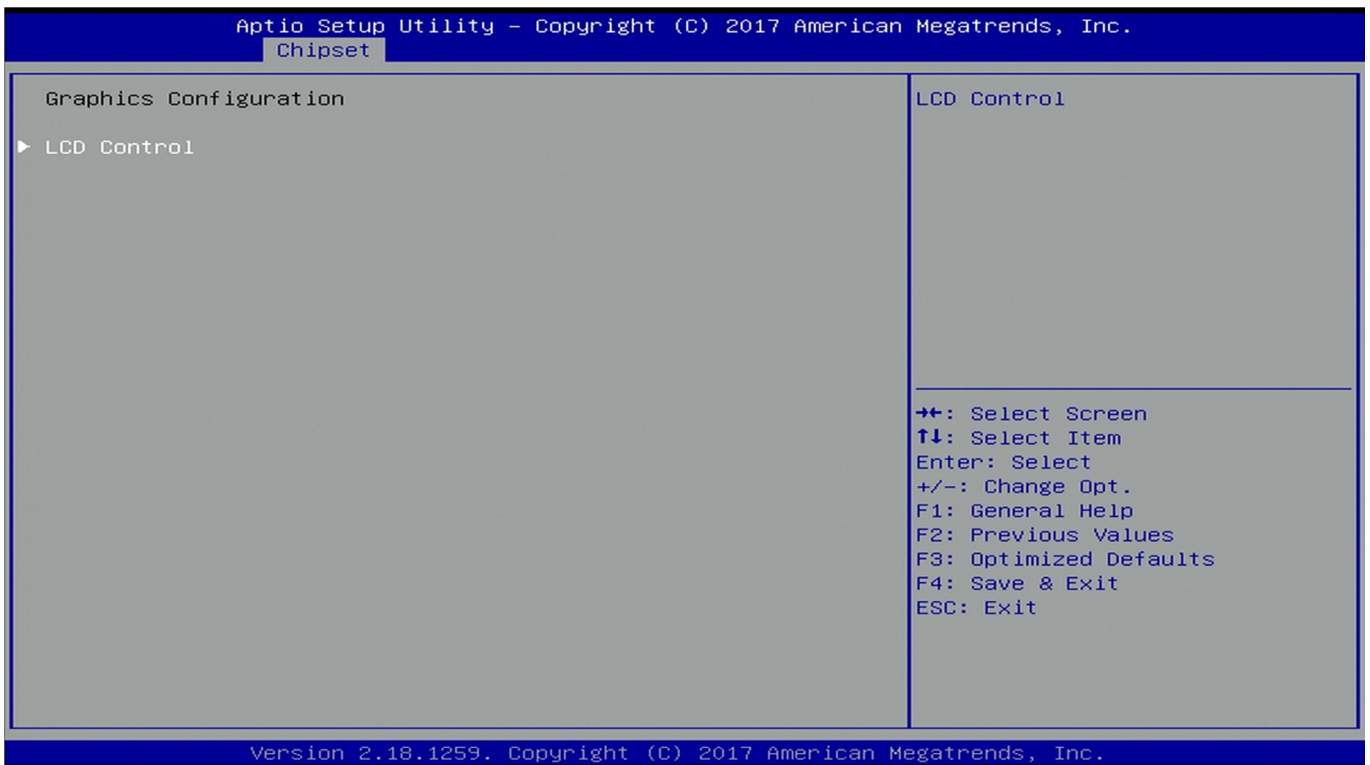 Aptio Setup Utility – Copyright (C) 2017 American Megatrends, Inc.
Chipset
Graphics Configuration
► LCD Control
LCD Control
→←: Select Screen
↑↓: Select Item
Enter: Select
+/-: Change Opt.
F1: General Help
F2: Previous Values
F3: Optimized Defaults
F4: Save & Exit
ESC: Exit
Version 2.18.1259. Copyright (C) 2017 American Megatrends, Inc.